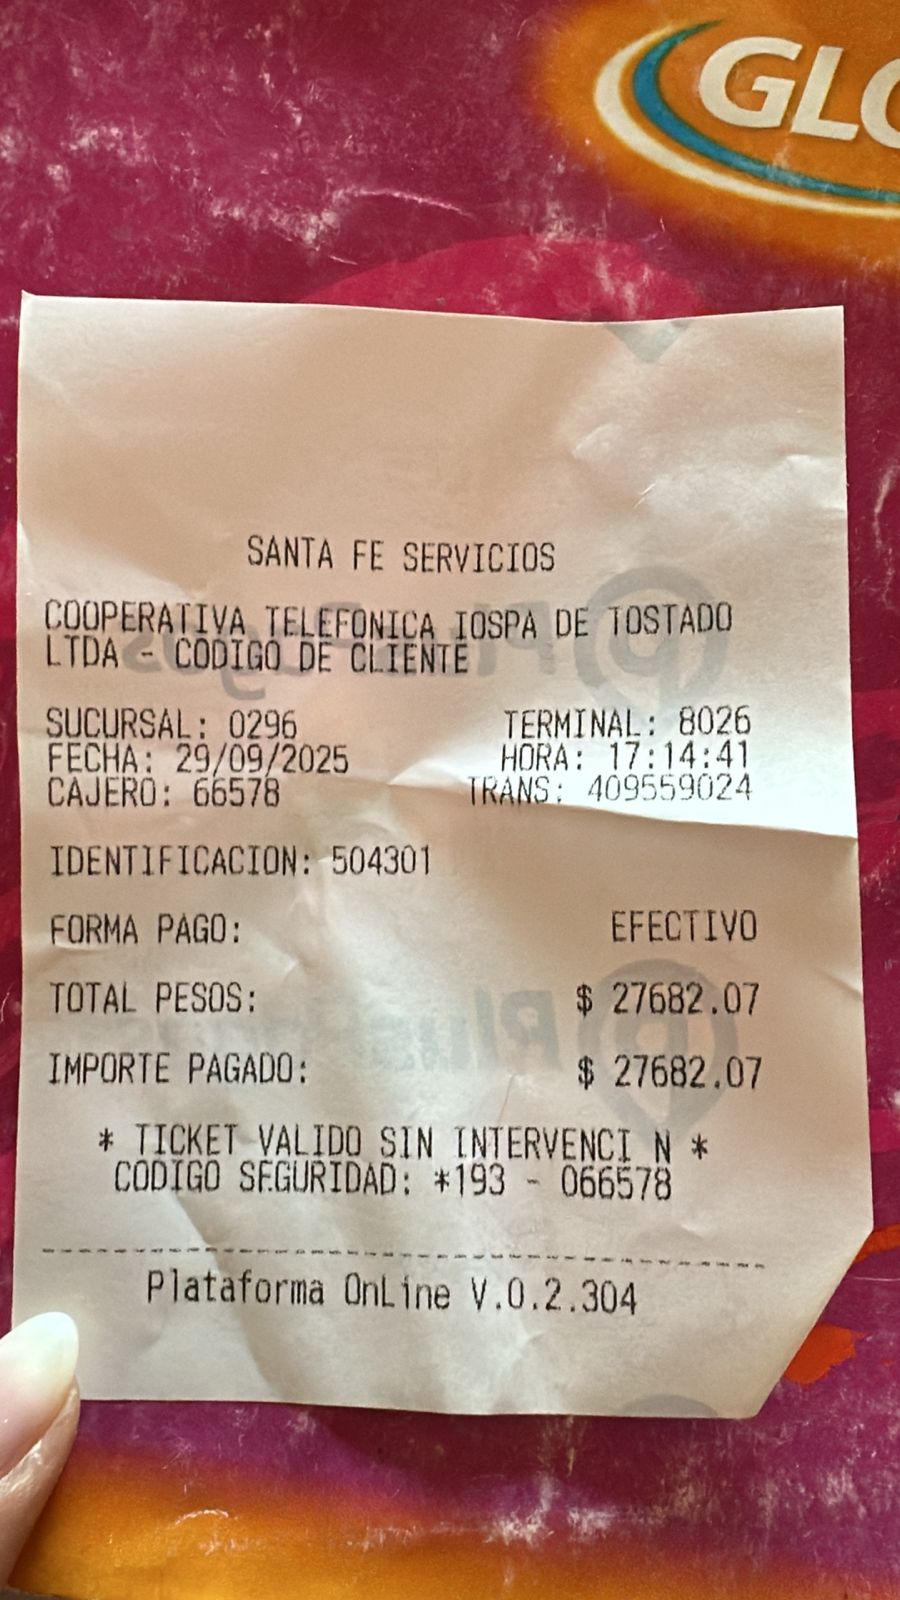 GLO
SANTA FE SERVICIOS
COOPERATIVA TELEFONICA IOSPA DE TOSTADO
LTDA - CODIGO DE CLIENTE
SUCURSAL: 0296 TERMINAL: 8026
FECHA: 29/09/2025 HORA: 17:14:41
CAJERO: 66578 TRANS: 409559024
IDENTIFICACION: 504301
FORMA PAGO: EFECTIVO
TOTAL PESOS: $ 27682.07
IMPORTE PAGADO: $ 27682.07
* TICKET VALIDO SIN INTERVENCI N *
CODIGO SEGURIDAD: *193 - 066578
Plataforma OnLine V.0.2.304